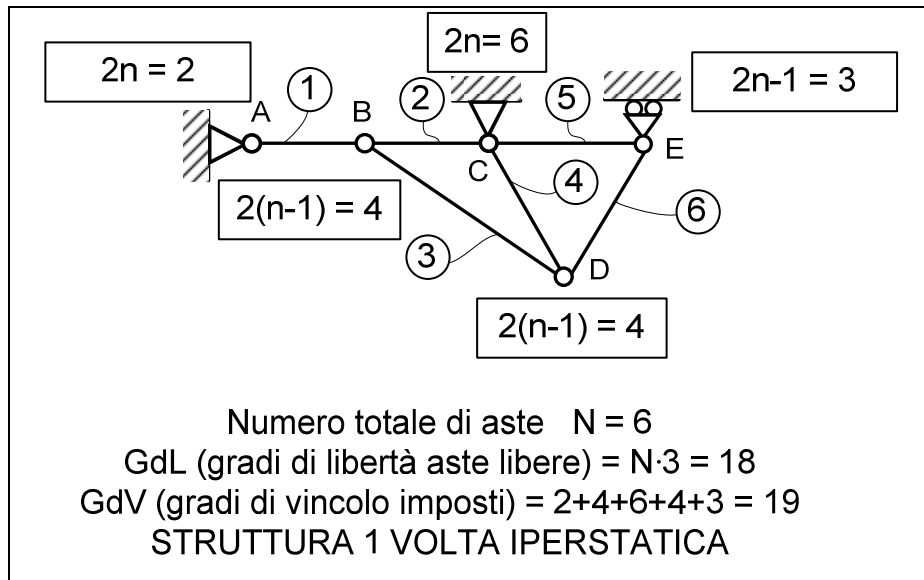 2n = 2
2n= 6
2n-1 = 3
A
1
B
2
5
C
E
4
2(n-1) = 4
6
3
D
2(n-1) = 4
Numero totale di aste N = 6
GdL (gradi di libertà aste libere) = N·3 = 18
GdV (gradi di vincolo imposti) = 2+4+6+4+3 = 19
STRUTTURA 1 VOLTA IPERSTATICA